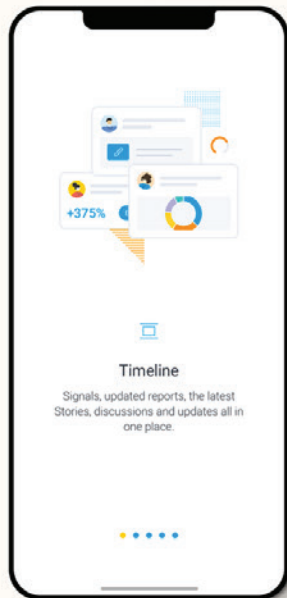 +375%
Timeline
Signals, updated reports, the latest
Stories, discussions and updates all in
one place.